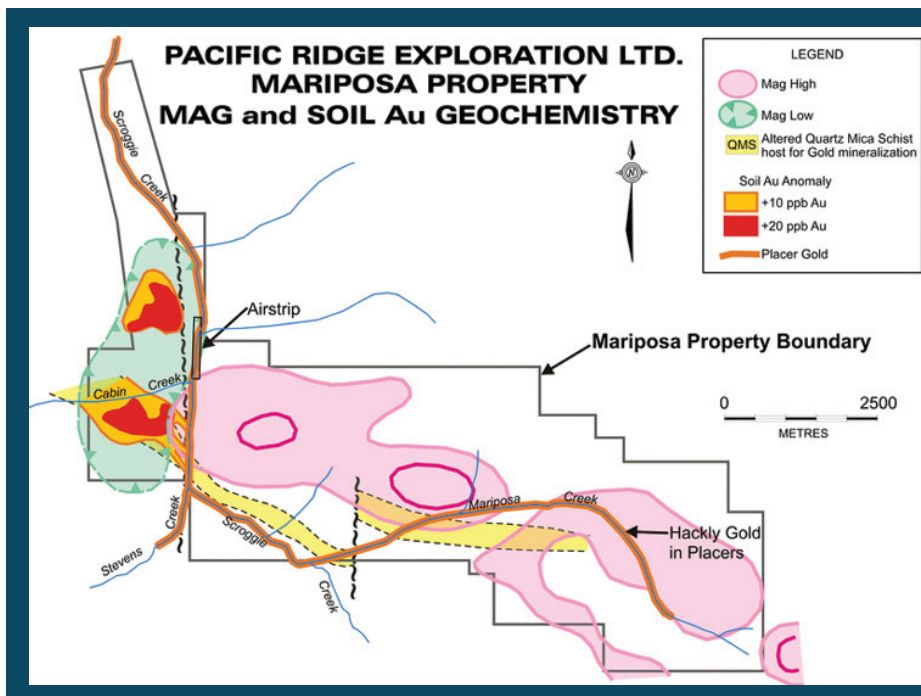 PACIFIC RIDGE EXPLORATION LTD.
MARIPOSA PROPERTY
MAG and SOIL Au GEOCHEMISTRY
LEGEND
Mag High
Mag Low
QMS
Altered Quartz Mica Schist
host for Gold mineralization
Soil Au Anomaly
+10 ppb Au
+20 ppb Au
Placer Gold
N
Scroggie
Creek
Airstrip
Mariposa Property Boundary
Cabin
Creek
0
2500
METRES
Mariposa
Creek
Hackly Gold
in Placers
Scroggie
Creek
Stevens
Creek